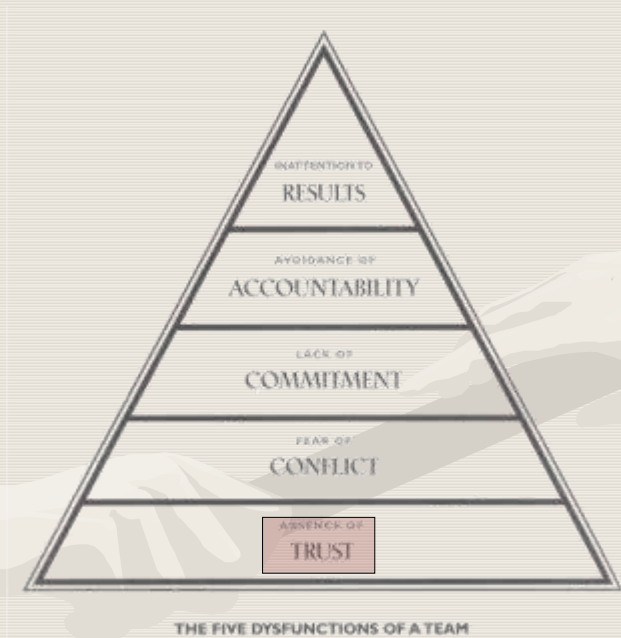 INATTENTION TO
RESULTS
AVOIDANCE OF
ACCOUNTABILITY
LACK OF
COMMITMENT
FEAR OF
CONFLICT
ABSENCE OF
TRUST
THE FIVE DYSFUNCTIONS OF A TEAM